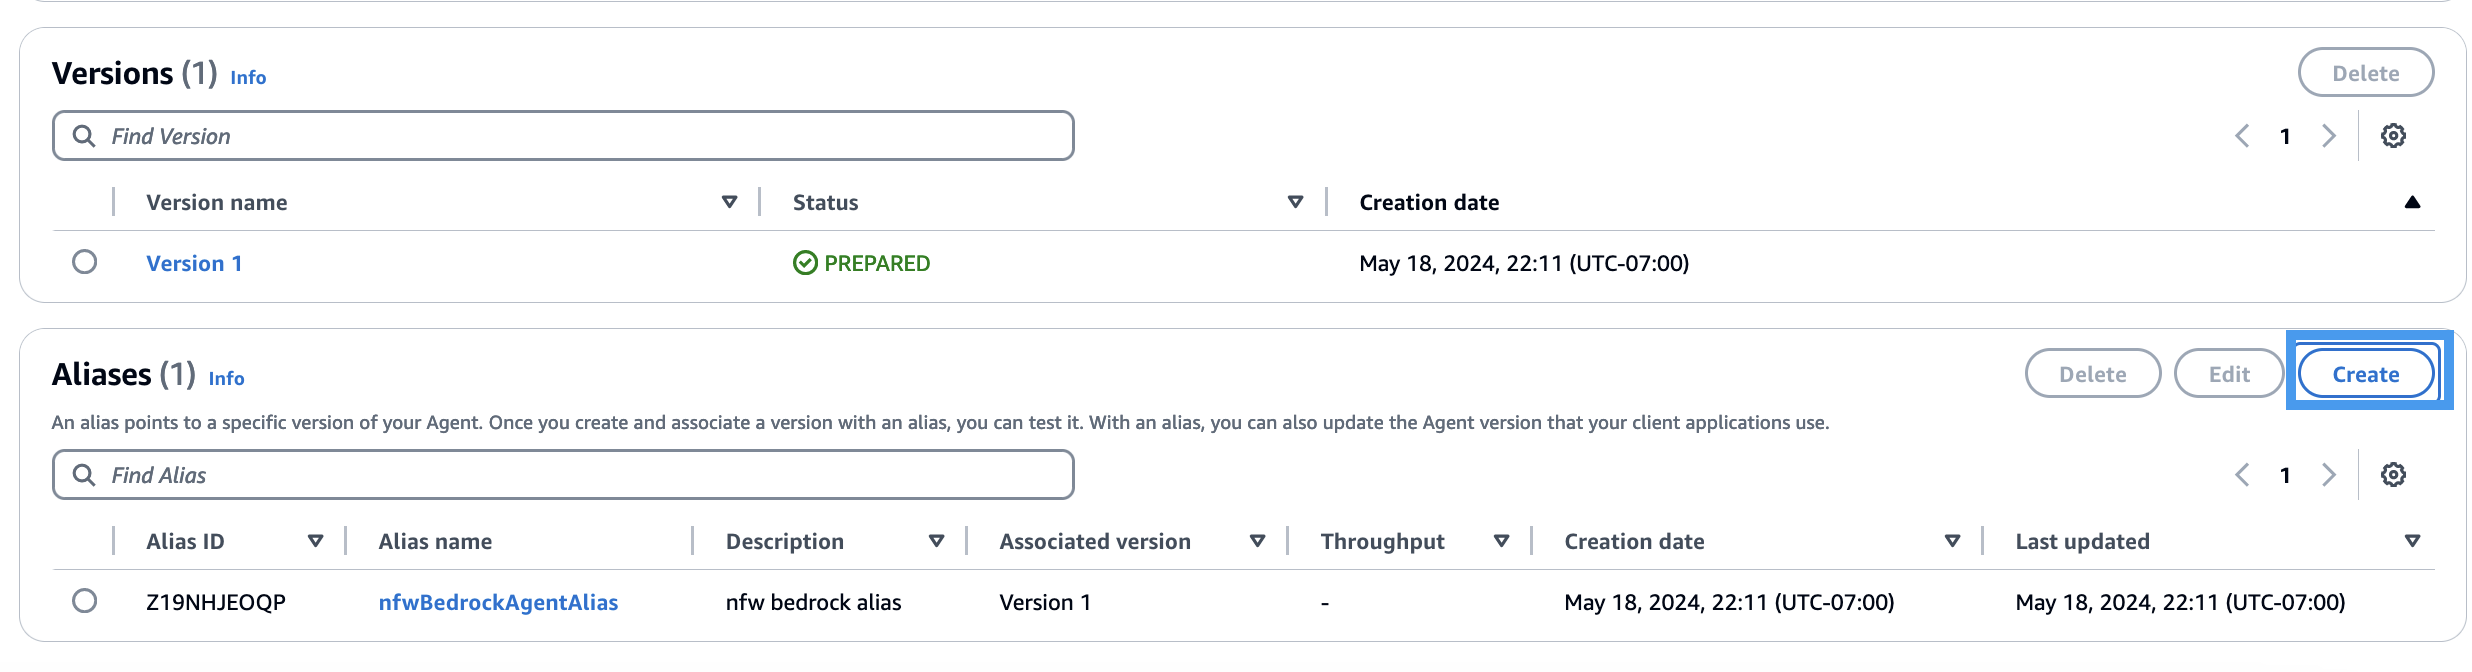 Versions (1) Info
Delete
Find Version
1
Version name Status Creation date
Version 1 PREPARED May 18, 2024, 22:11 (UTC-07:00)
Aliases (1) Info
Delete Edit Create
An alias points to a specific version of your Agent. Once you create and associate a version with an alias, you can test it. With an alias, you can also update the Agent version that your client applications use.
Find Alias
1
Alias ID Alias name Description Associated version Throughput Creation date Last updated
Z19NHJEOQP nfwBedrockAgentAlias nfw bedrock alias Version 1 - May 18, 2024, 22:11 (UTC-07:00) May 18, 2024, 22:11 (UTC-07:00)